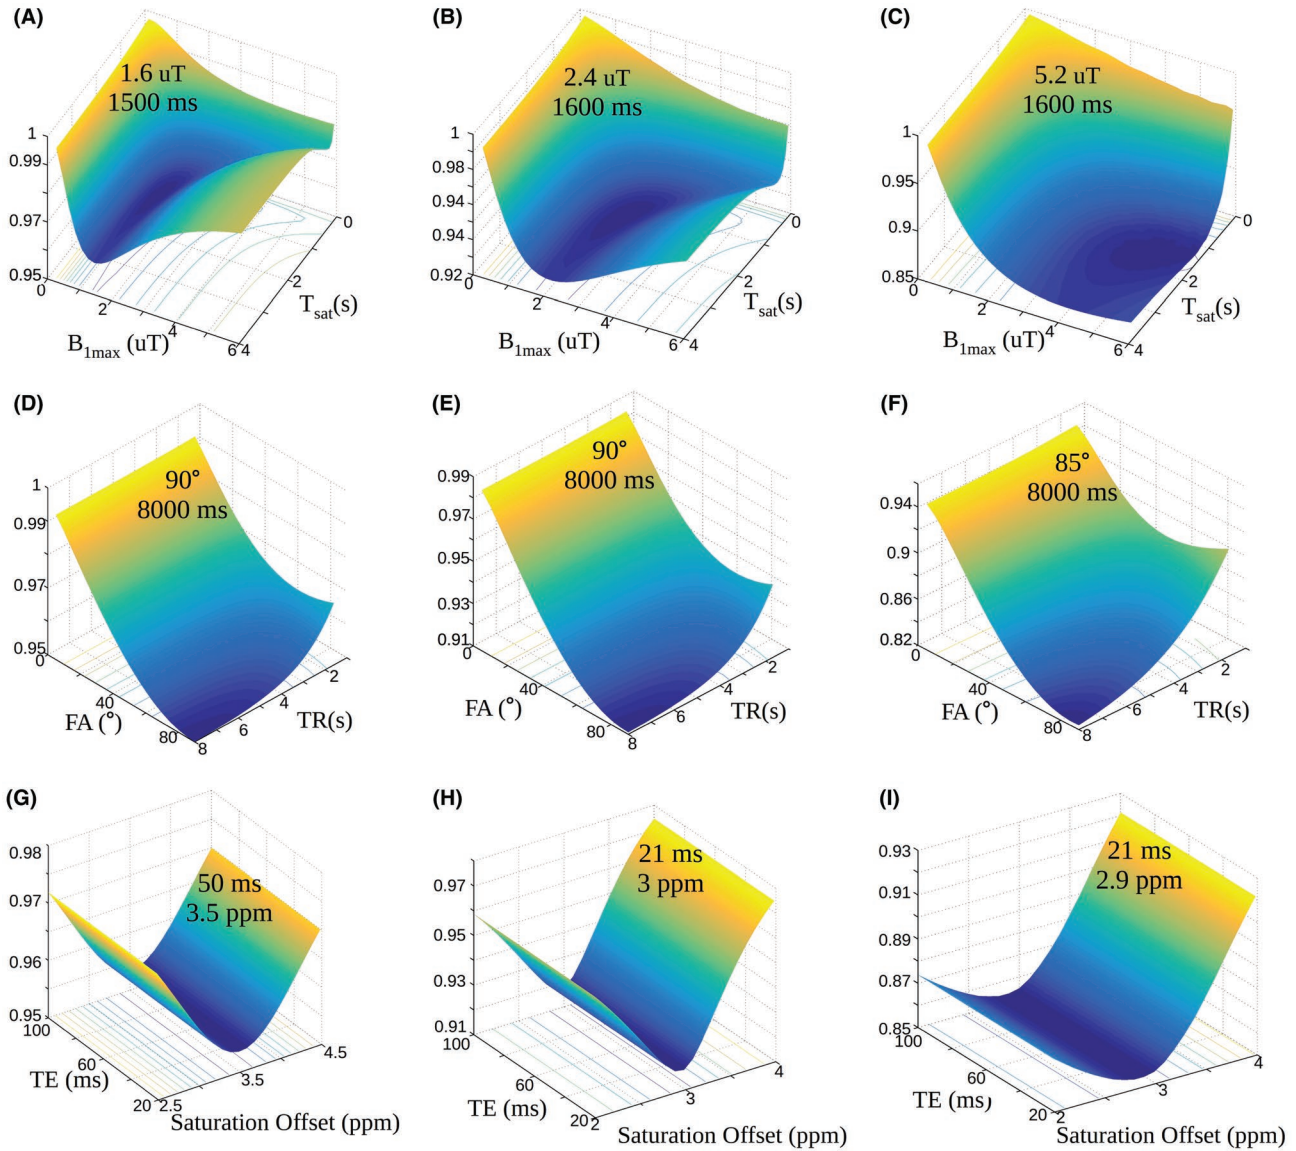 (A)
1.6 uT
1500 ms
1
0.99
0.97
0.95
0
2
4
6
4
2
0
B1max (uT)
Tsat(s)
(B)
2.4 uT
1600 ms
1
0.98
0.96
0.94
0.94
0.92
0
2
4
6
4
2
0
B1max (uT)
Tsat(s)
(C)
5.2 uT
1600 ms
1
0.95
0.9
0.85
0
2
4
6
4
2
0
B1max (uT)
Tsat(s)
(D)
90°
8000 ms
1
0.99
0.97
0.95
0
40
80
8
6
4
2
FA (°)
TR(s)
(E)
90°
8000 ms
0.99
0.97
0.95
0.93
0.91
0
40
80
8
6
4
2
FA (°)
TR(s)
(F)
85°
8000 ms
0.94
0.9
0.86
0.82
0
40
80
8
6
4
2
FA (°)
TR(s)
(G)
50 ms
3.5 ppm
0.98
0.97
0.96
0.95
100
60
20
2.5
3.5
4.5
TE (ms)
Saturation Offset (ppm)
(H)
21 ms
3 ppm
0.97
0.95
0.93
0.91
100
60
20
2
3
4
TE (ms)
Saturation Offset (ppm)
(I)
21 ms
2.9 ppm
0.93
0.91
0.89
0.87
0.85
100
60
20
2
3
4
TE (ms)
Saturation Offset (ppm)